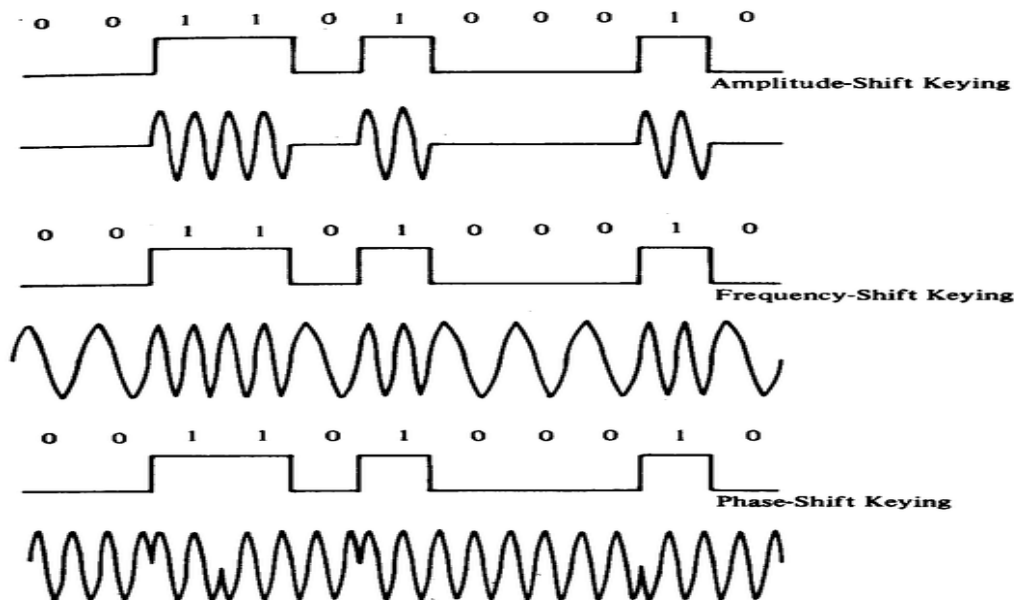 0 0 1 1 0 1 0 0 0 1 0
Amplitude-Shift Keying
0 0 1 1 0 1 0 0 0 1 0
Frequency-Shift Keying
0 0 1 1 0 1 0 0 0 1 0
Phase-Shift Keying